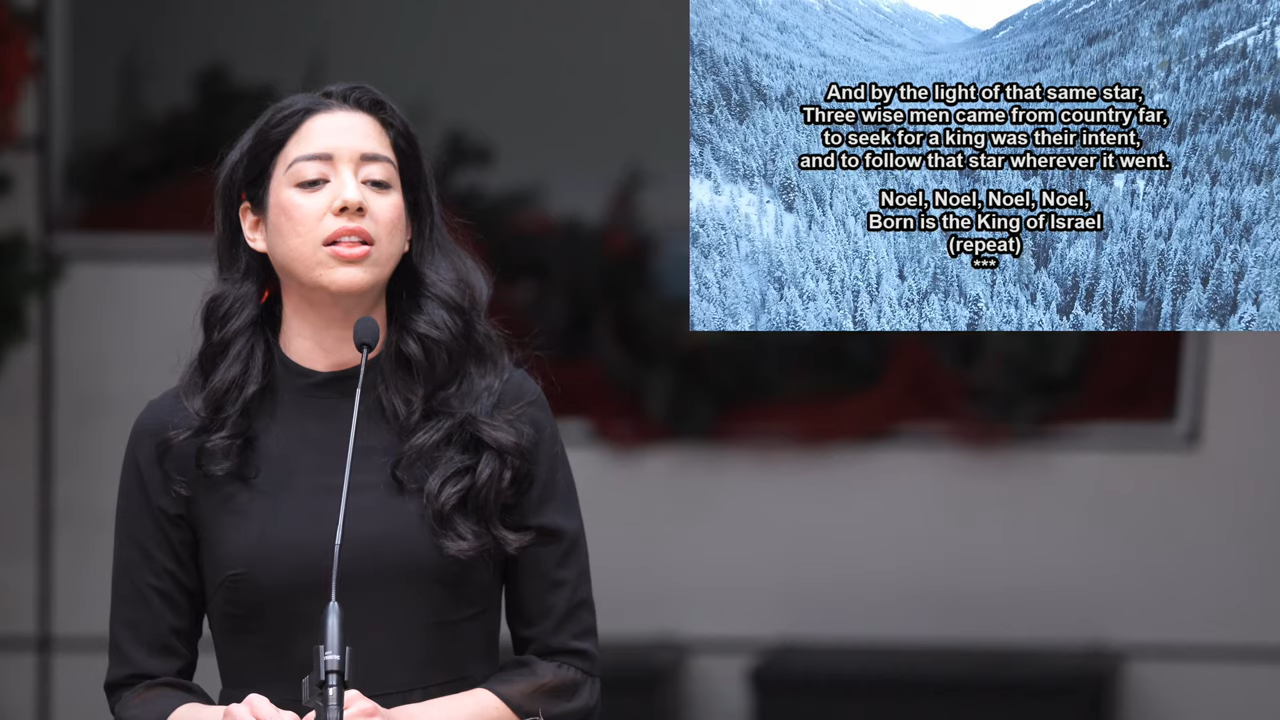 And by the light of that same star,
Three wise men came from country far,
to seek for a king was their intent,
and to follow that star wherever it went.
Noel, Noel, Noel, Noel,
Born is the King of Israel
(repeat)
***